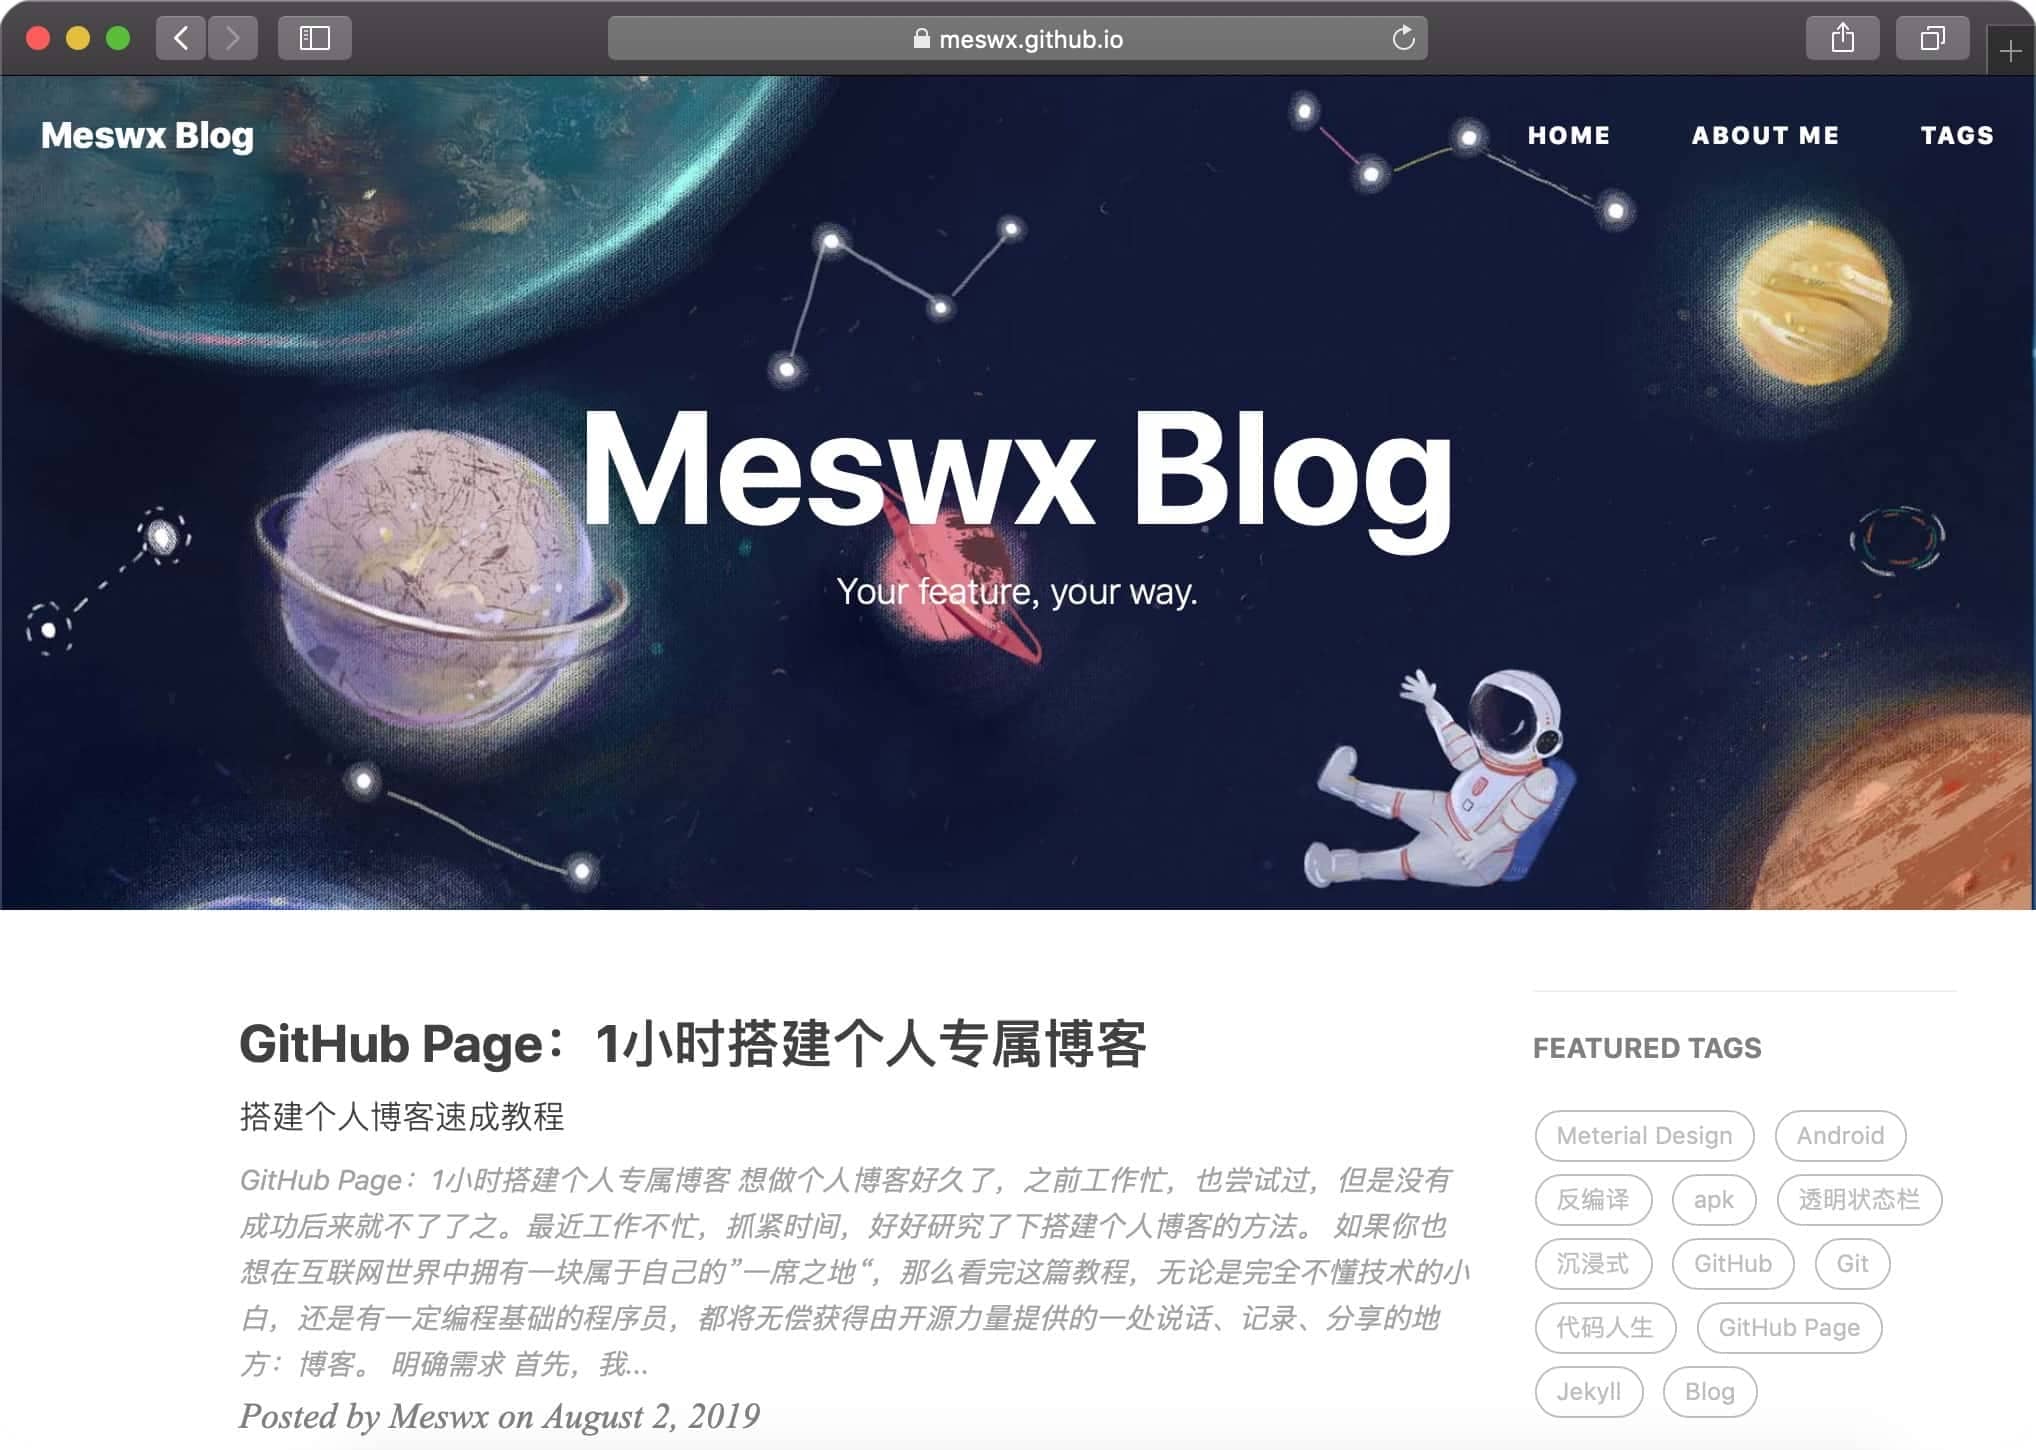 meswx.github.io
Meswx Blog
HOME ABOUT ME TAGS
Meswx Blog
Your feature, your way.
GitHub Page：1小时搭建个人专属博客
搭建个人博客速成教程
GitHub Page：1小时搭建个人专属博客 想做个人博客好久了，之前工作忙，也尝试过，但是没有
成功后来就不了了之。最近工作不忙，抓紧时间，好好研究了下搭建个人博客的方法。 如果你也
想在互联网世界中拥有一块属于自己的”一席之地“，那么看完这篇教程，无论是完全不懂技术的小
白，还是有一定编程基础的程序员，都将无偿获得由开源力量提供的一处说话、记录、分享的地
方：博客。 明确需求 首先，我...
Posted by Meswx on August 2, 2019
FEATURED TAGS
Meterial Design Android
反编译 apk 透明状态栏
沉浸式 GitHub Git
代码人生 GitHub Page
Jekyll Blog